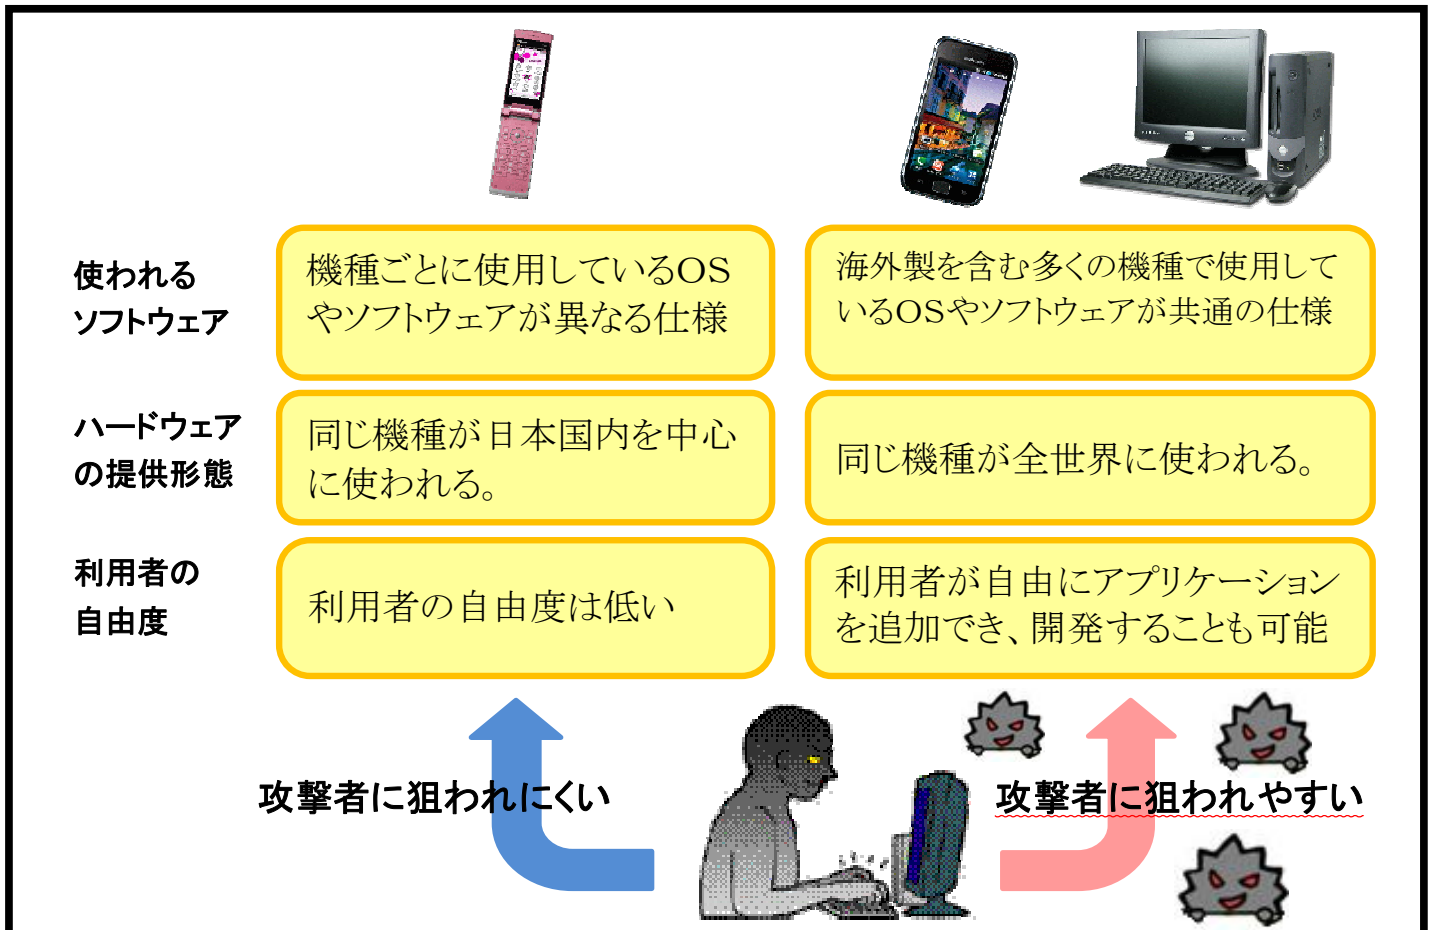 使われる
ソフトウェア
機種ごとに使用しているOS
やソフトウェアが異なる仕様
海外製を含む多くの機種で使用して
いるOSやソフトウェアが共通の仕様
ハードウェア
の提供形態
同じ機種が日本国内を中心
に使われる。
同じ機種が全世界に使われる。
利用者の
自由度
利用者の自由度は低い
利用者が自由にアプリケーション
を追加でき、開発することも可能
攻撃者に狙われにくい
攻撃者に狙われやすい